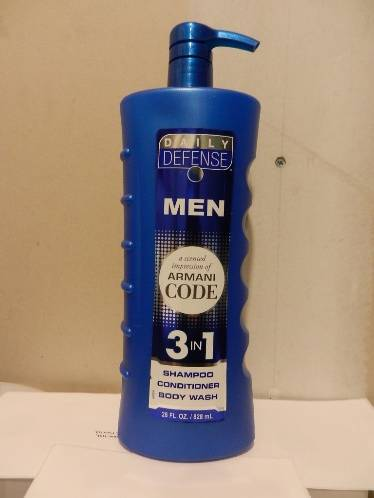 DAILY
DEFENSE
MEN
a scented
impression of
ARMANI
CODE
3 IN 1
SHAMPOO
CONDITIONER
BODY WASH
28 FL. OZ. / 828 mL